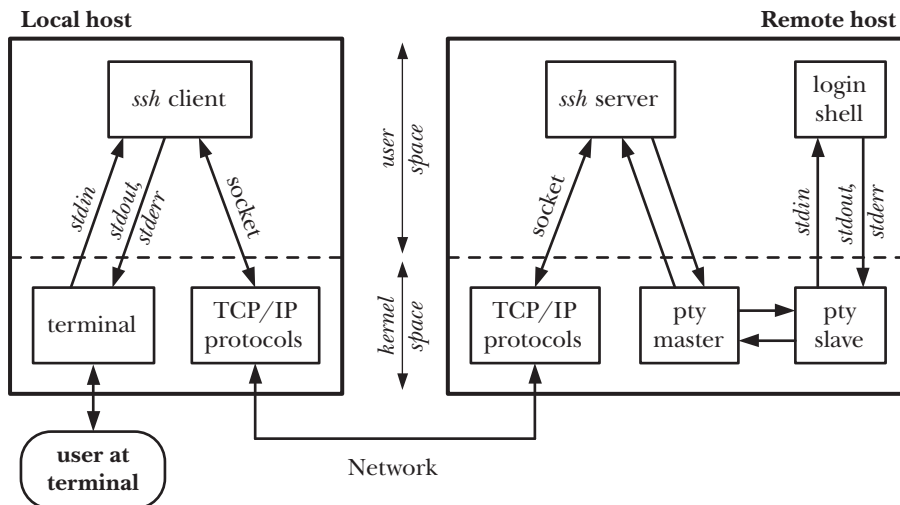 Local host
Remote host
ssh client
ssh server
login
shell
stdin
stdout,
stderr
socket
user
space
socket
stdin
stdout,
stderr
terminal
TCP/IP
protocols
kernel
space
TCP/IP
protocols
pty
master
pty
slave
user at
terminal
Network